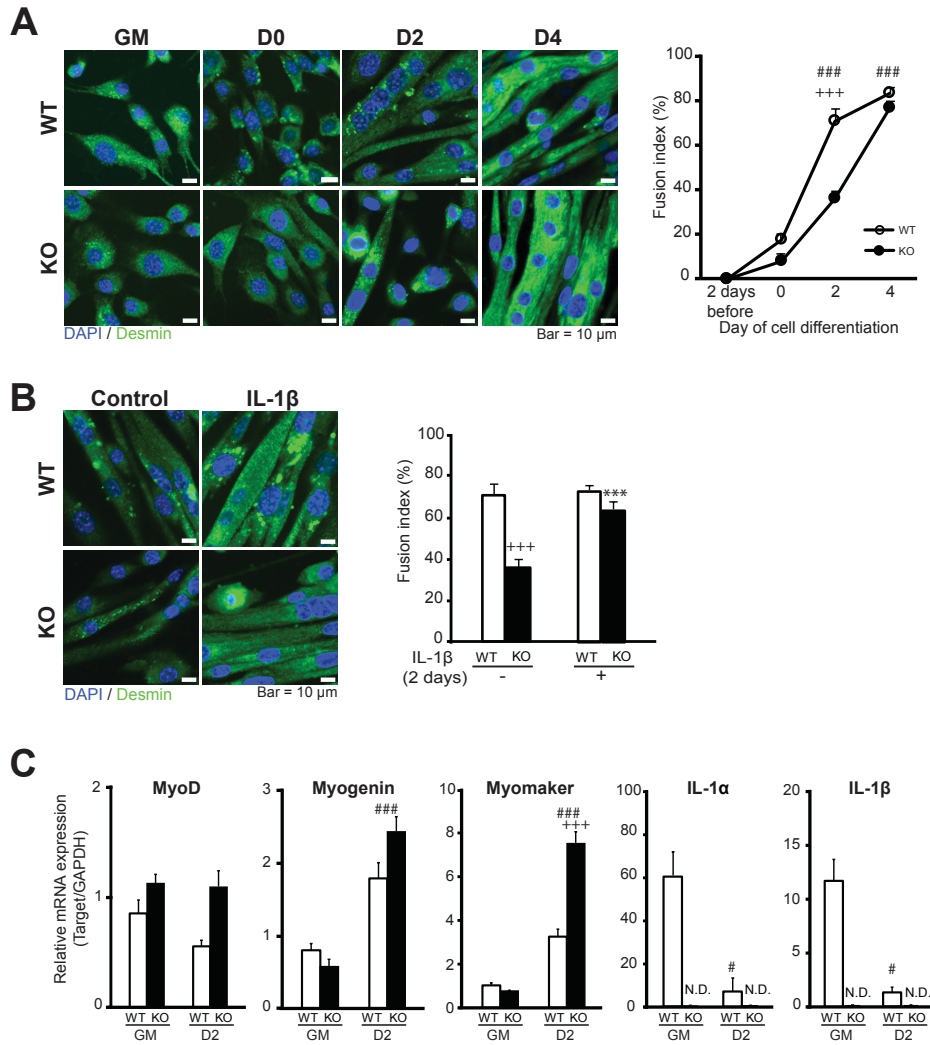 A
GM D0 D2 D4
WT
KO
DAPI / Desmin
Bar = 10 µm
Fusion index (%)
100
80
60
40
20
0
###
+++
###
WT
KO
2 days before
0
2
4
Day of cell differentiation
B
Control IL-1β
WT
KO
DAPI / Desmin
Bar = 10 µm
Fusion index (%)
100
80
60
40
20
0
+++
***
IL-1β
(2 days)
WT KO WT KO
- +
C
Relative mRNA expression
(Target/GAPDH)
MyoD
2
1
0
WT KO WT KO
GM D2
Myogenin
3
2
1
0
###
WT KO WT KO
GM D2
Myomaker
10
8
6
4
2
0
###
+++
WT KO WT KO
GM D2
IL-1α
100
80
60
40
20
0
N.D.
#
N.D.
WT KO WT KO
GM D2
IL-1β
20
15
10
5
0
N.D.
#
N.D.
WT KO WT KO
GM D2